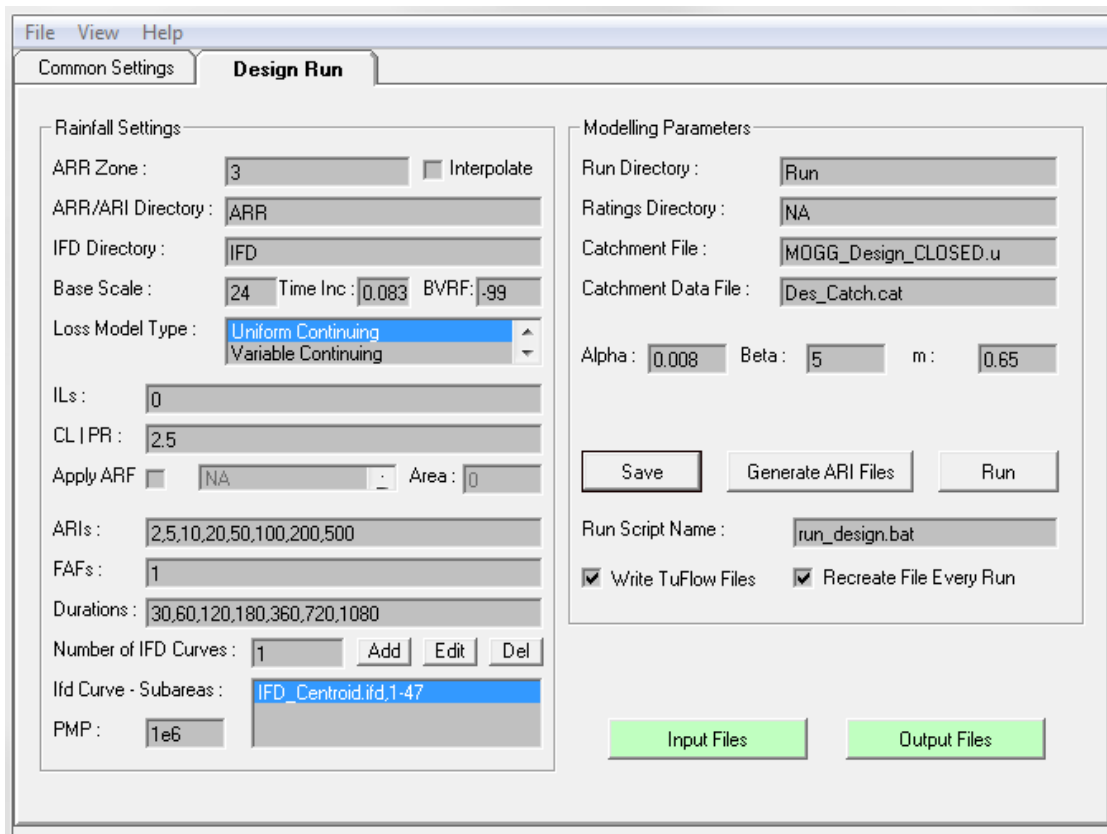 File View Help
Common Settings Design Run
Rainfall Settings
ARR Zone : 3 Interpolate
ARR/ARI Directory : ARR
IFD Directory : IFD
Base Scale : 24 Time Inc : 0.083 BVRF: -99
Loss Model Type : Uniform Continuing
Variable Continuing
ILs : 0
CL | PR : 2.5
Apply ARF NA Area : 0
ARIs : 2,5,10,20,50,100,200,500
FAFs : 1
Durations : 30,60,120,180,360,720,1080
Number of IFD Curves : 1 Add Edit Del
Ifd Curve - Subareas : IFD_Centroid.ifd,1-47
PMP : 1e6
Modelling Parameters
Run Directory : Run
Ratings Directory : NA
Catchment File : MOGG_Design_CLOSED.u
Catchment Data File : Des_Catch.cat
Alpha : 0.008 Beta : 5 m : 0.65
Save Generate ARI Files Run
Run Script Name : run_design.bat
Write TuFlow Files Recreate File Every Run
Input Files Output Files